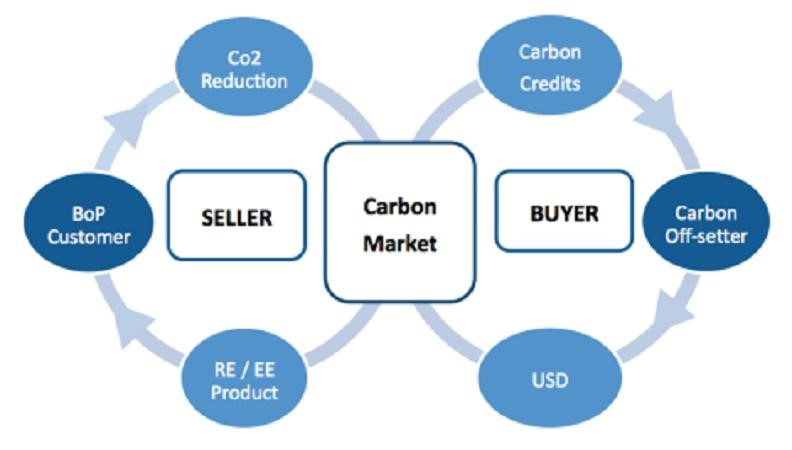 Co2
Reduction
Carbon
Credits
BoP
Customer
SELLER
Carbon
Market
BUYER
Carbon
Off-setter
RE / EE
Product
USD